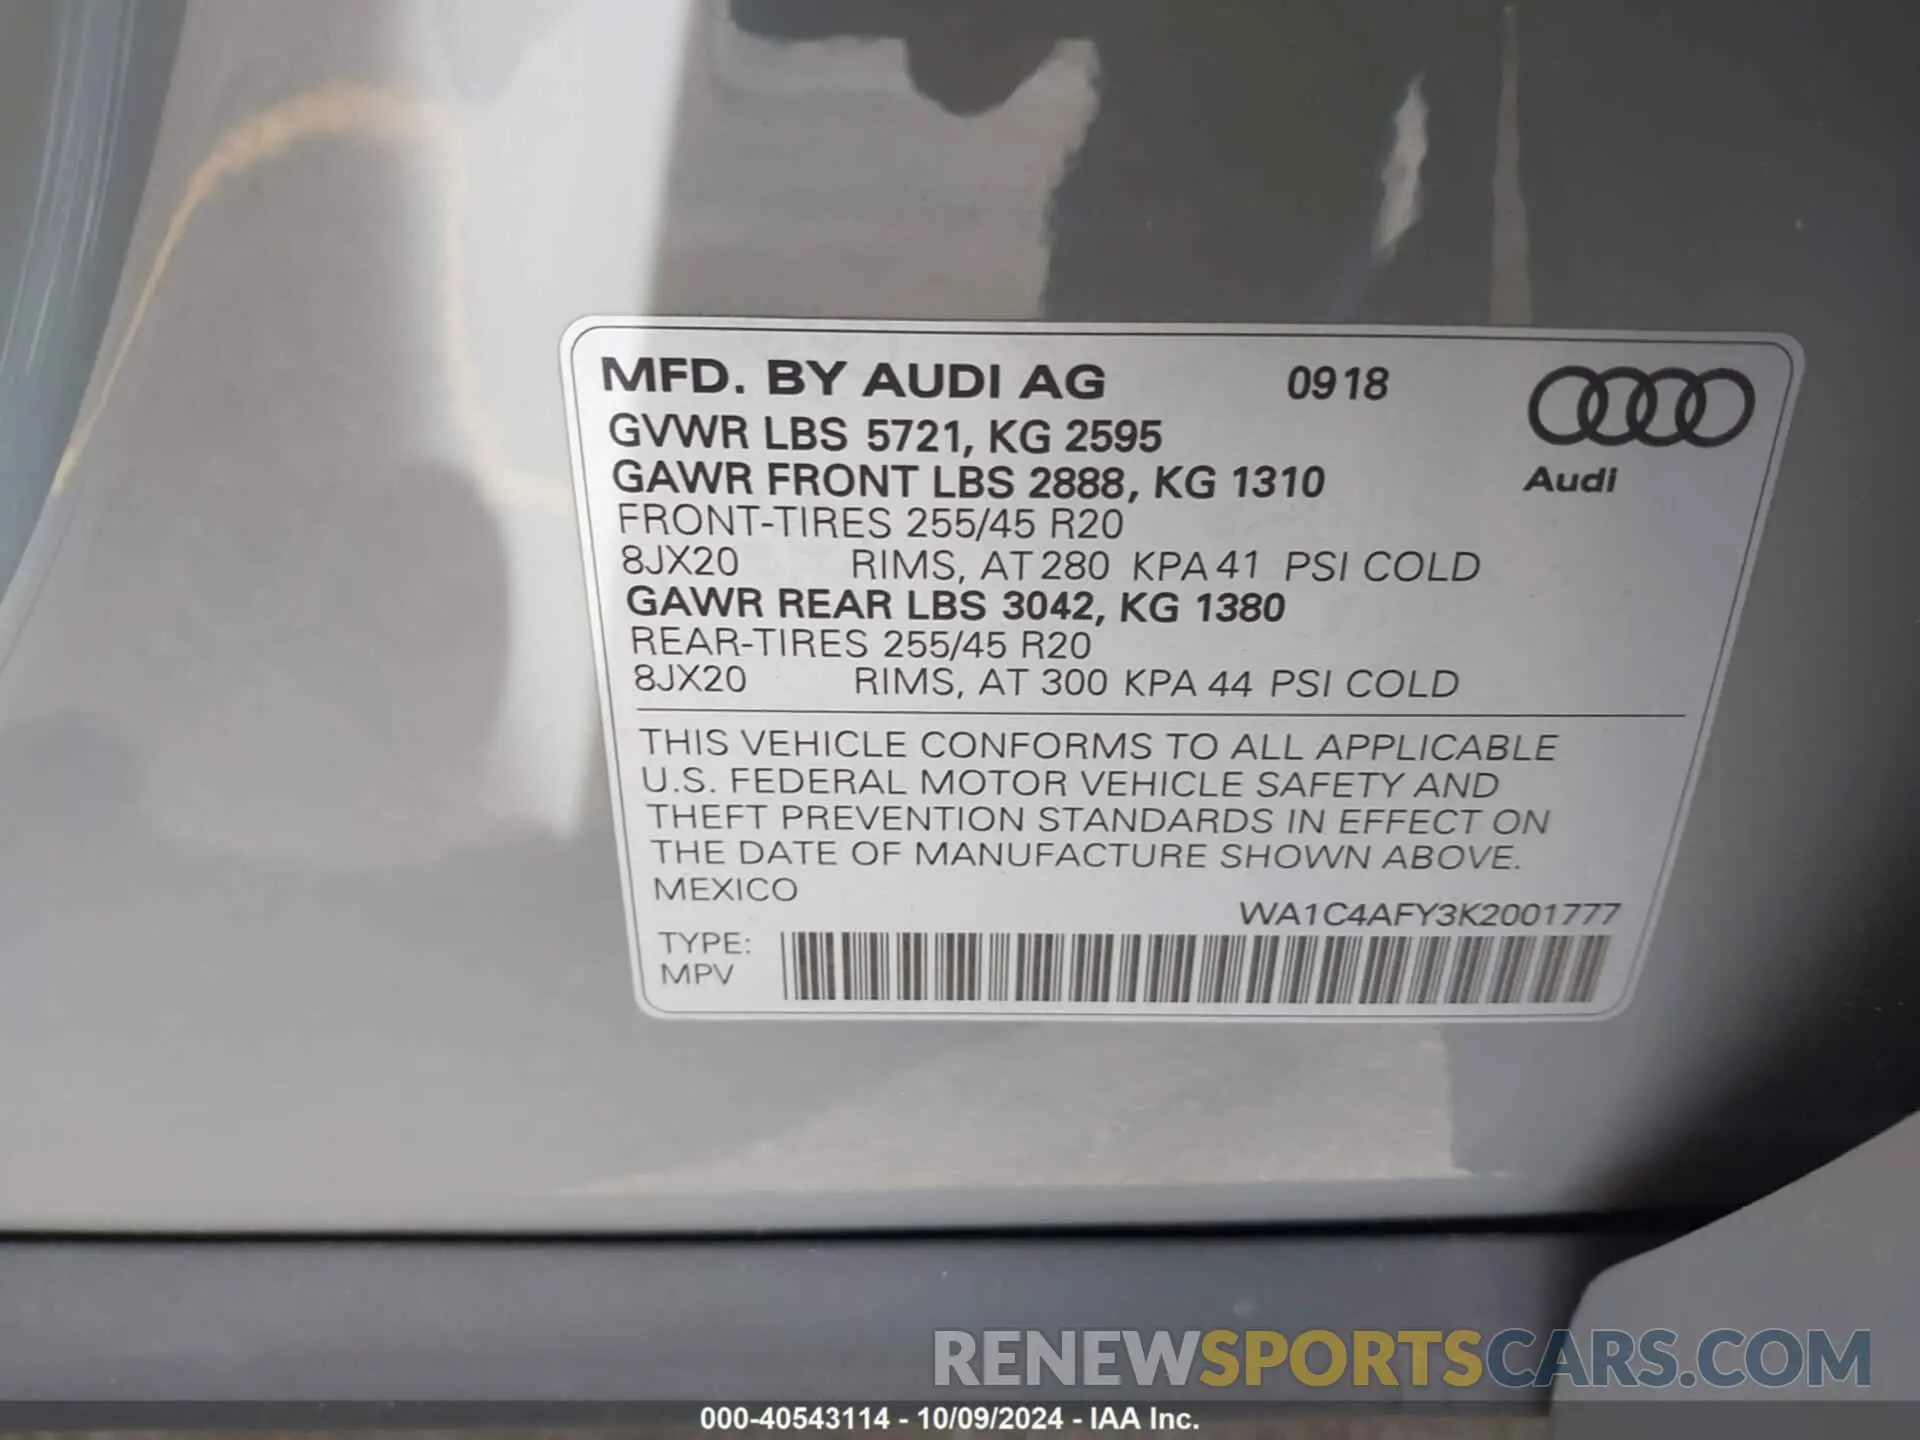 MFD. BY AUDI AG 0918
GVWR LBS 5721, KG 2595
GAWR FRONT LBS 2888, KG 1310
Audi
FRONT-TIRES 255/45 R20
8JX20 RIMS, AT 280 KPA 41 PSI COLD
GAWR REAR LBS 3042, KG 1380
REAR-TIRES 255/45 R20
8JX20 RIMS, AT 300 KPA 44 PSI COLD
THIS VEHICLE CONFORMS TO ALL APPLICABLE
U.S. FEDERAL MOTOR VEHICLE SAFETY AND
THEFT PREVENTION STANDARDS IN EFFECT ON
THE DATE OF MANUFACTURE SHOWN ABOVE.
MEXICO
WA1C4AFY3K2001777
TYPE:
MPV
RENEWSPORTSCARS.COM
000-40543114 - 10/09/2024 - IAA Inc.